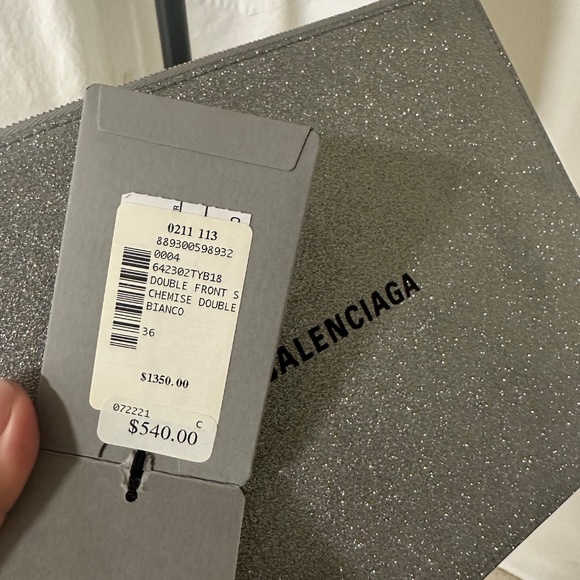 0211 113
889300598932
0004
642302TYB18
DOUBLE FRONT S
CHEMISE DOUBLE
BIANCO
36
$1350.00
072221 C
$540.00
BALENCIAGA